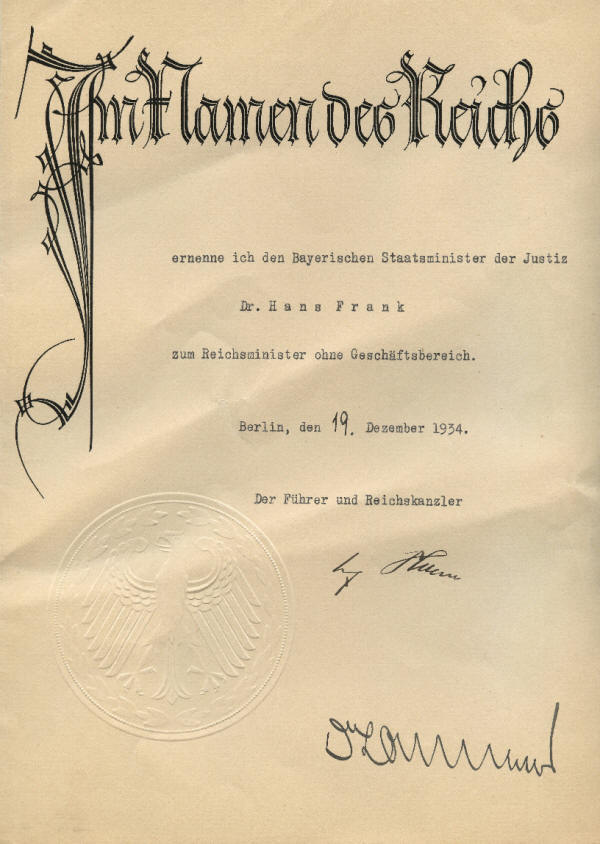 Im Namen des Reichs
ernenne ich den Bayerischen Staatsminister der Justiz
Dr. Hans Frank
zum Reichsminister ohne Geschäftsbereich.
Berlin, den 19. Dezember 1934.
Der Führer und Reichskanzler